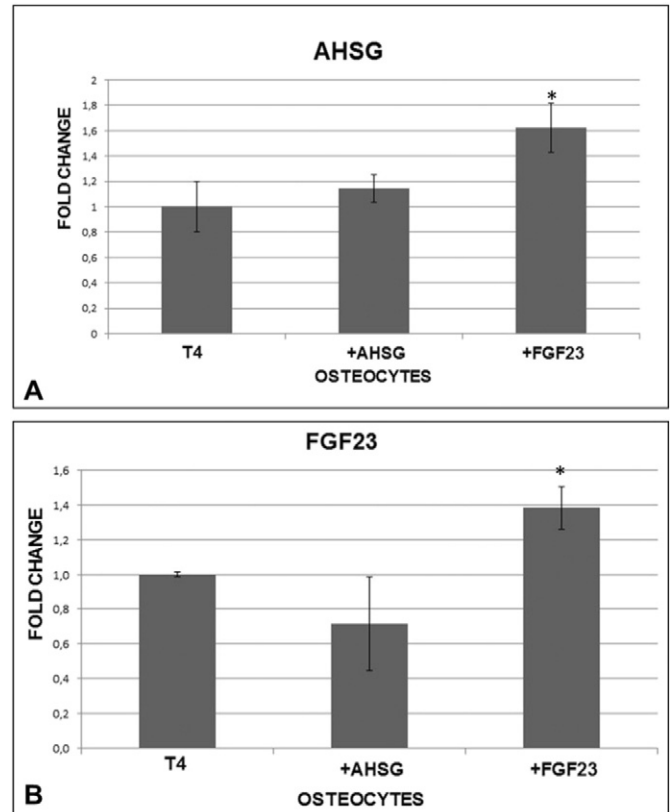 AHSG
FOLD CHANGE
2
1,8
1,6
1,4
1,2
1
0,8
0,6
0,4
0,2
0
*
T4 +AHSG +FGF23
OSTEOCYTES
A
FGF23
FOLD CHANGE
1,6
1,4
1,2
1,0
0,8
0,6
0,4
0,2
0,0
*
T4 +AHSG +FGF23
OSTEOCYTES
B